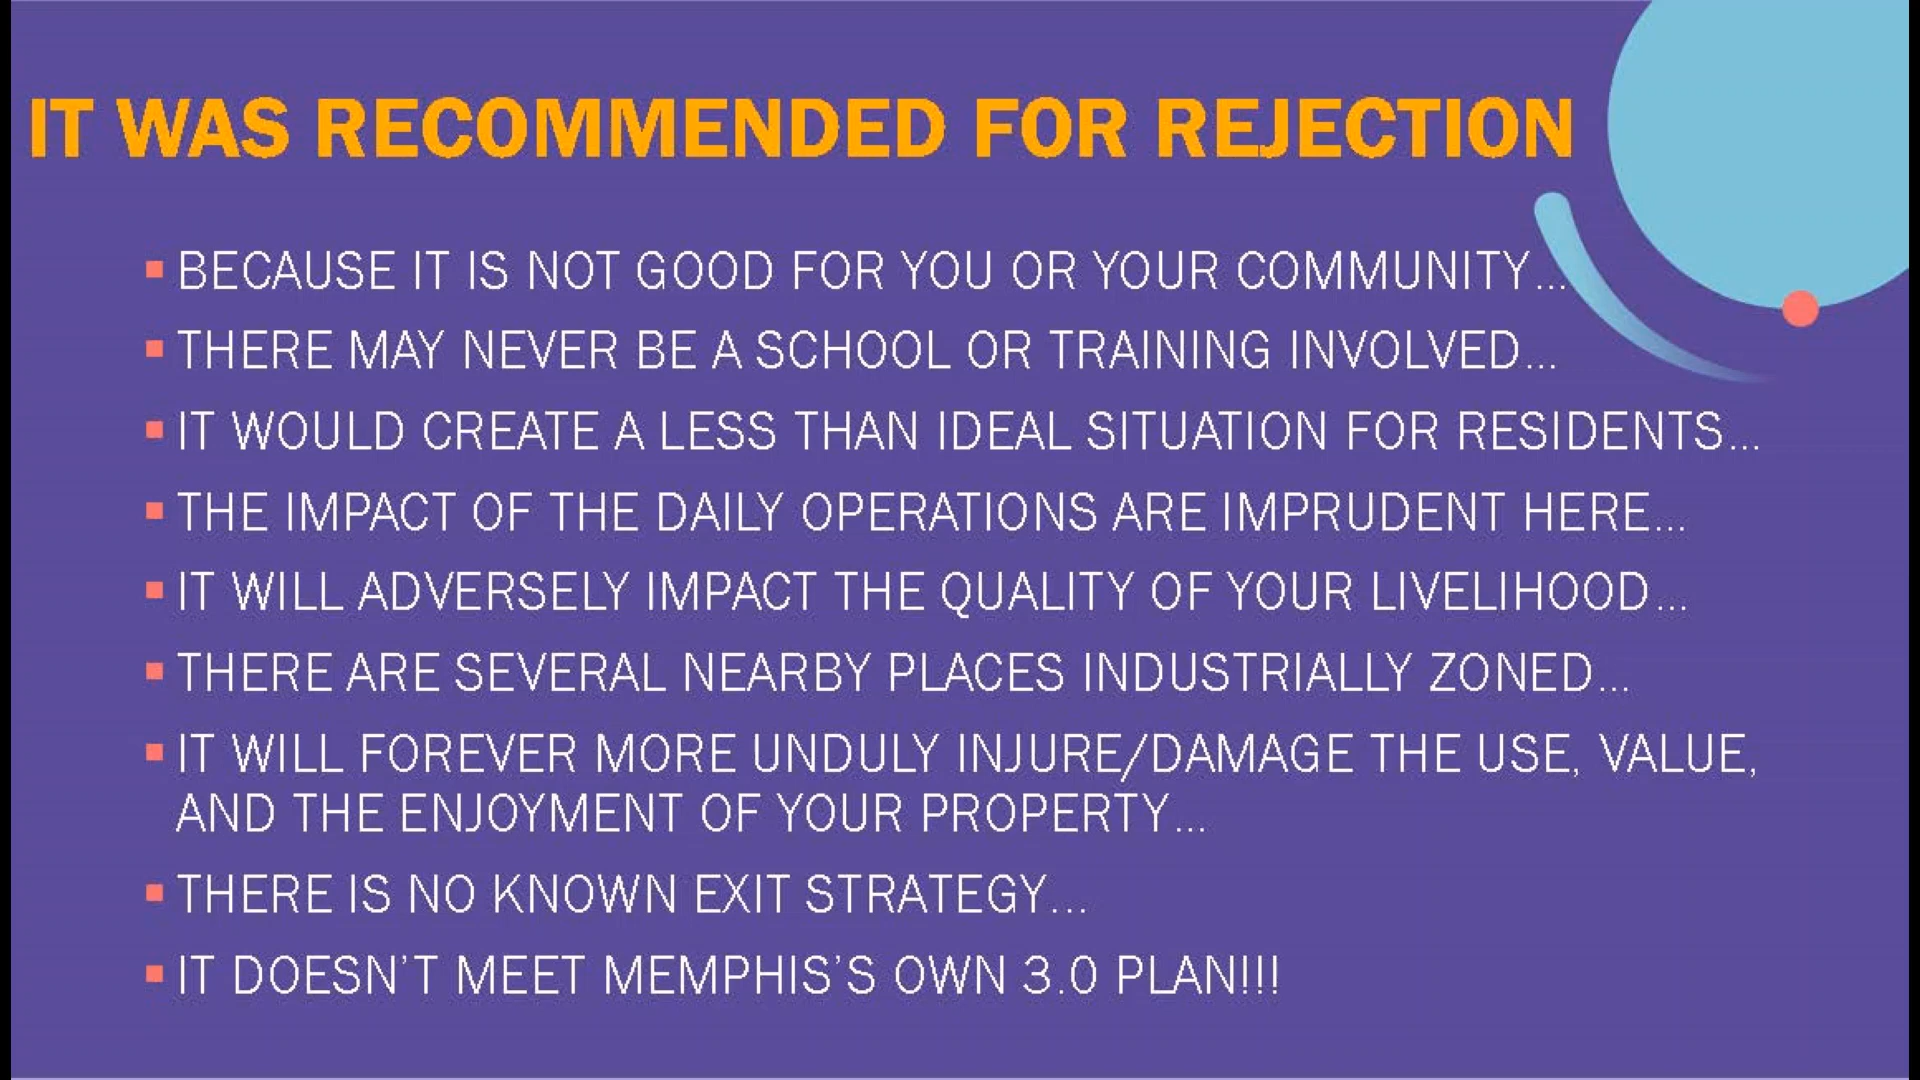 IT WAS RECOMMENDED FOR REJECTION
BECAUSE IT IS NOT GOOD FOR YOU OR YOUR COMMUNITY...
THERE MAY NEVER BE A SCHOOL OR TRAINING INVOLVED...
IT WOULD CREATE A LESS THAN IDEAL SITUATION FOR RESIDENTS...
THE IMPACT OF THE DAILY OPERATIONS ARE IMPRUDENT HERE...
IT WILL ADVERSELY IMPACT THE QUALITY OF YOUR LIVELIHOOD...
THERE ARE SEVERAL NEARBY PLACES INDUSTRIALLY ZONED...
IT WILL FOREVER MORE UNDULY INJURE/DAMAGE THE USE, VALUE,
AND THE ENJOYMENT OF YOUR PROPERTY...
THERE IS NO KNOWN EXIT STRATEGY...
IT DOESN'T MEET MEMPHIS'S OWN 3.0 PLAN!!!